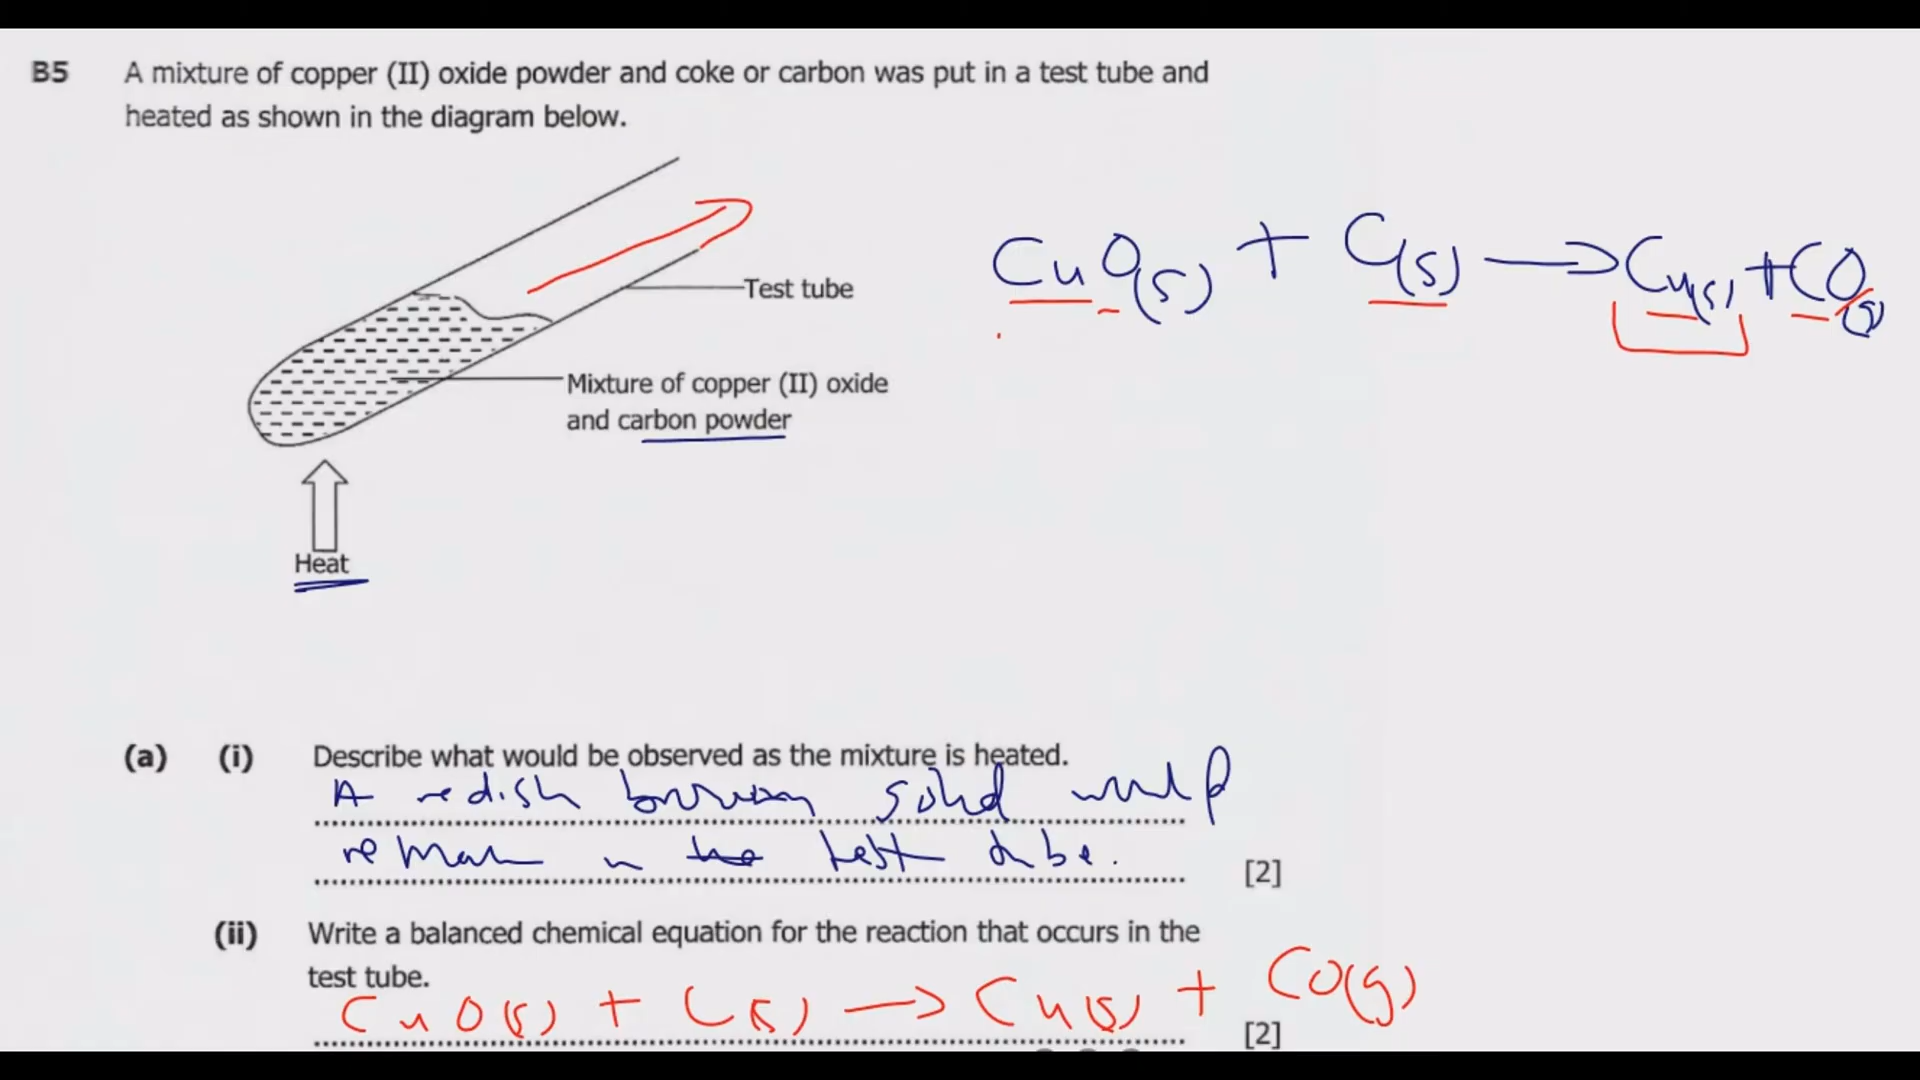 B5 A mixture of copper (II) oxide powder and coke or carbon was put in a test tube and
heated as shown in the diagram below.
CuO(s) + C(s) → Cu(s) + CO(g)
Test tube
Mixture of copper (II) oxide
and carbon powder
Heat
(a) (i) Describe what would be observed as the mixture is heated.
A redish brown solid would
remain in the test tube. [2]
(ii) Write a balanced chemical equation for the reaction that occurs in the
test tube.
CuO(s) + C(s) → Cu(s) + CO(g)
[2]